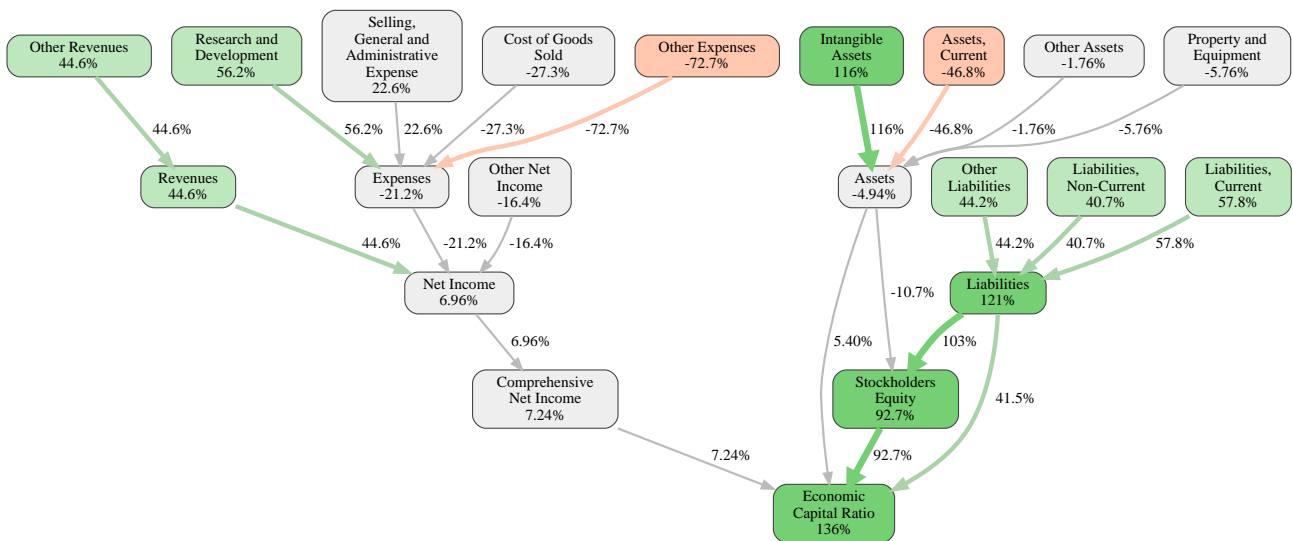 Other Revenues
44.6%
Research and
Development
56.2%
Selling,
General and
Administrative
Expense
22.6%
Cost of Goods
Sold
-27.3%
Other Expenses
-72.7%
Intangible
Assets
116%
Assets,
Current
-46.8%
Other Assets
-1.76%
Property and
Equipment
-5.76%
44.6%
56.2%
22.6%
-27.3%
-72.7%
116%
-46.8%
-1.76%
-5.76%
Revenues
44.6%
Expenses
-21.2%
Other Net
Income
-16.4%
Assets
-4.94%
Other
Liabilities
44.2%
Liabilities,
Non-Current
40.7%
Liabilities,
Current
57.8%
44.6%
-21.2%
-16.4%
44.2%
40.7%
57.8%
Net Income
6.96%
-10.7%
Liabilities
121%
6.96%
5.40%
103%
Comprehensive
Net Income
7.24%
Stockholders
Equity
92.7%
41.5%
7.24%
92.7%
Economic
Capital Ratio
136%